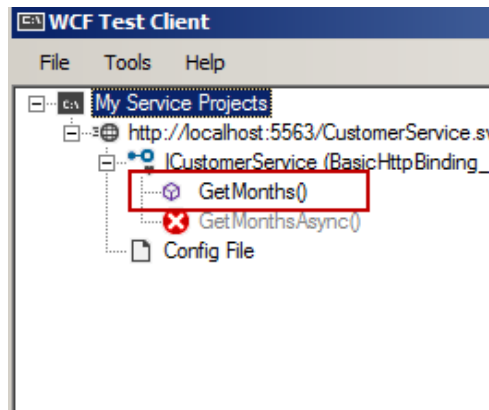 WCF Test Client
File Tools Help
My Service Projects
http://localhost:5563/CustomerService.sv
ICustomerService (BasicHttpBinding_
GetMonths()
GetMonthsAsync()
Config File